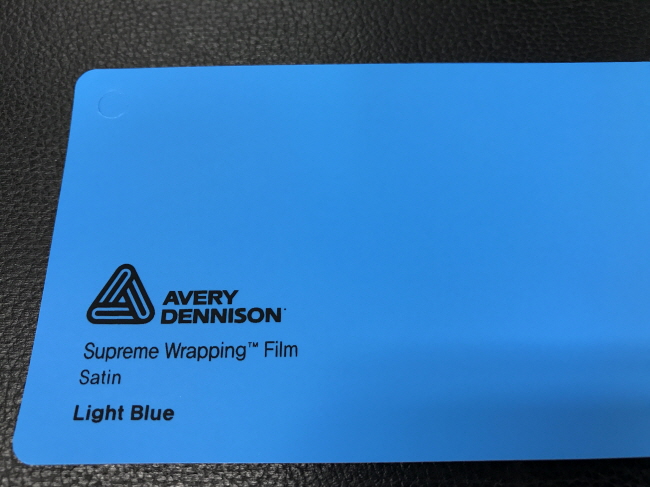 AVERY
DENNISON
Supreme Wrapping™ Film
Satin
Light Blue